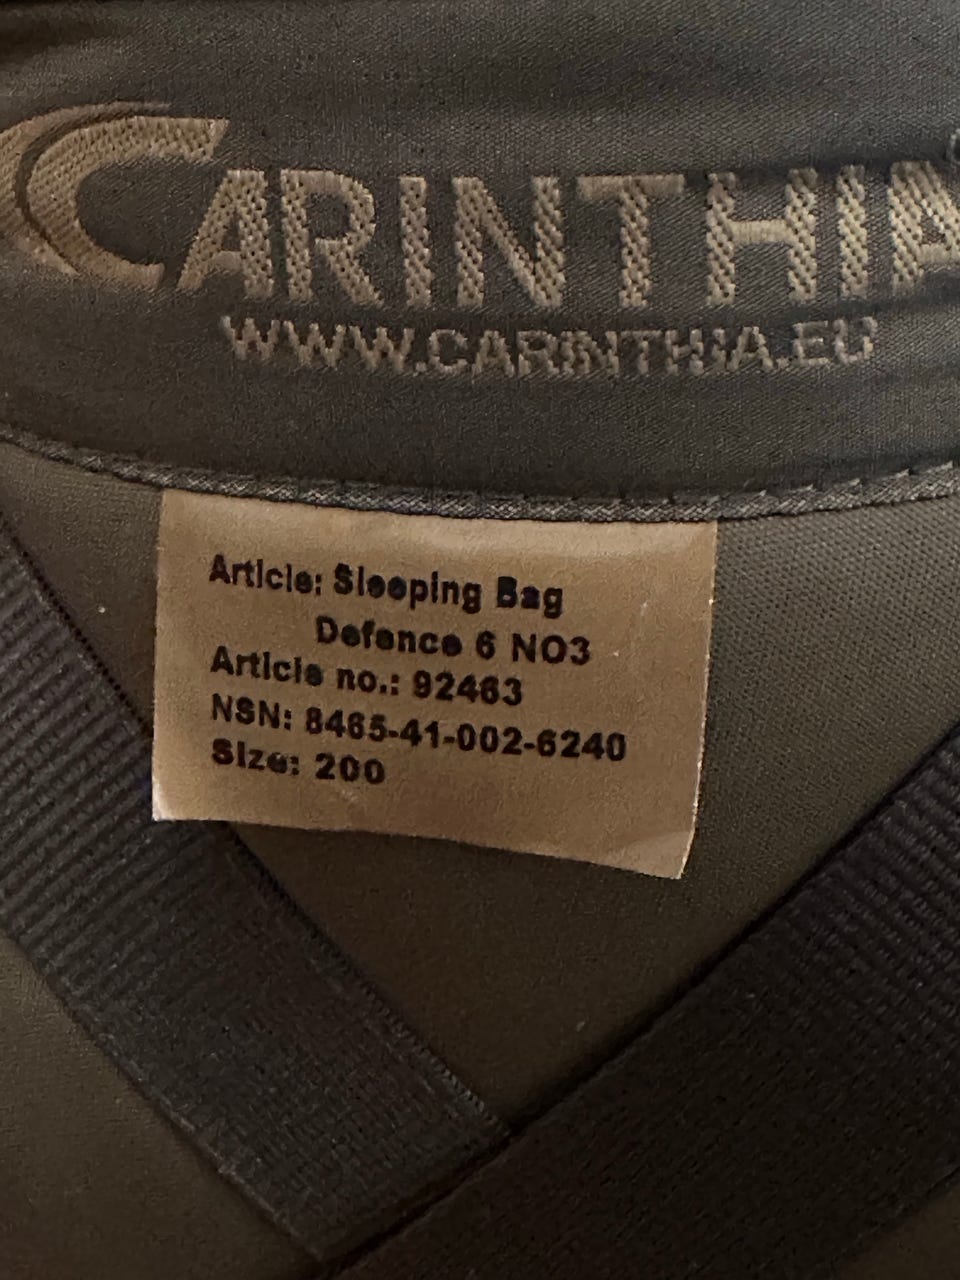 CARINTHIA
WWW.CARINTHIA.EU
Article: Sleeping Bag
Defence 6 NO3
Article no.: 92463
NSN: 8465-41-002-6240
Size: 200